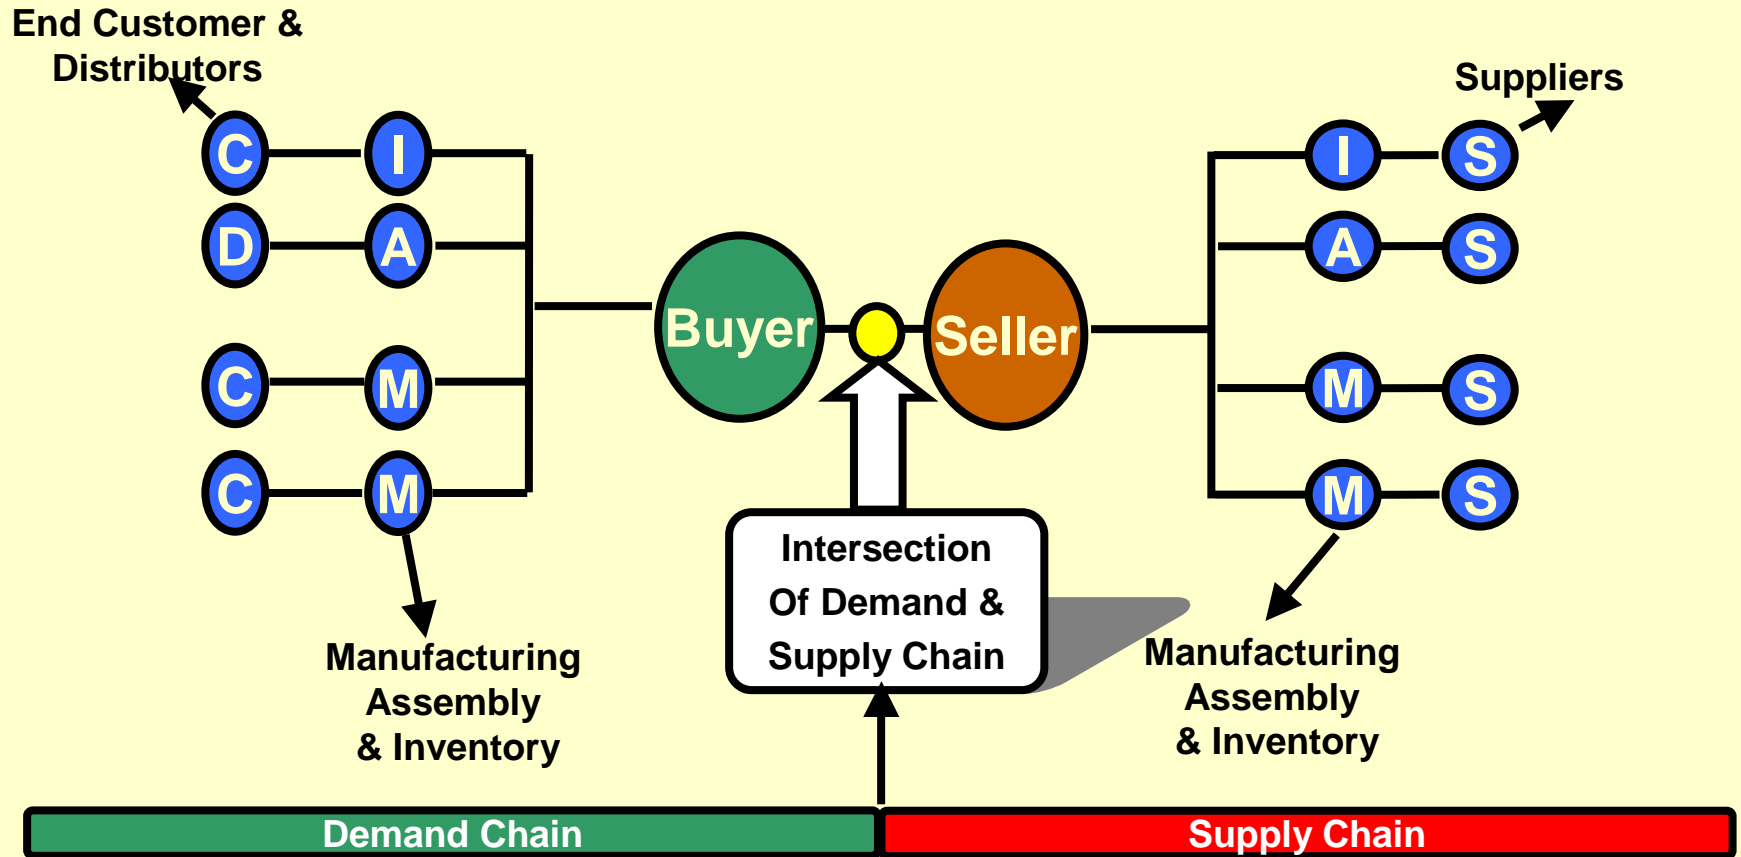 End Customer &
Distributors
Suppliers
C I
I S
D A
A S
Buyer
Seller
C M
M S
C M
M S
Intersection
Of Demand &
Supply Chain
Manufacturing
Assembly
& Inventory
Manufacturing
Assembly
& Inventory
Demand Chain
Supply Chain